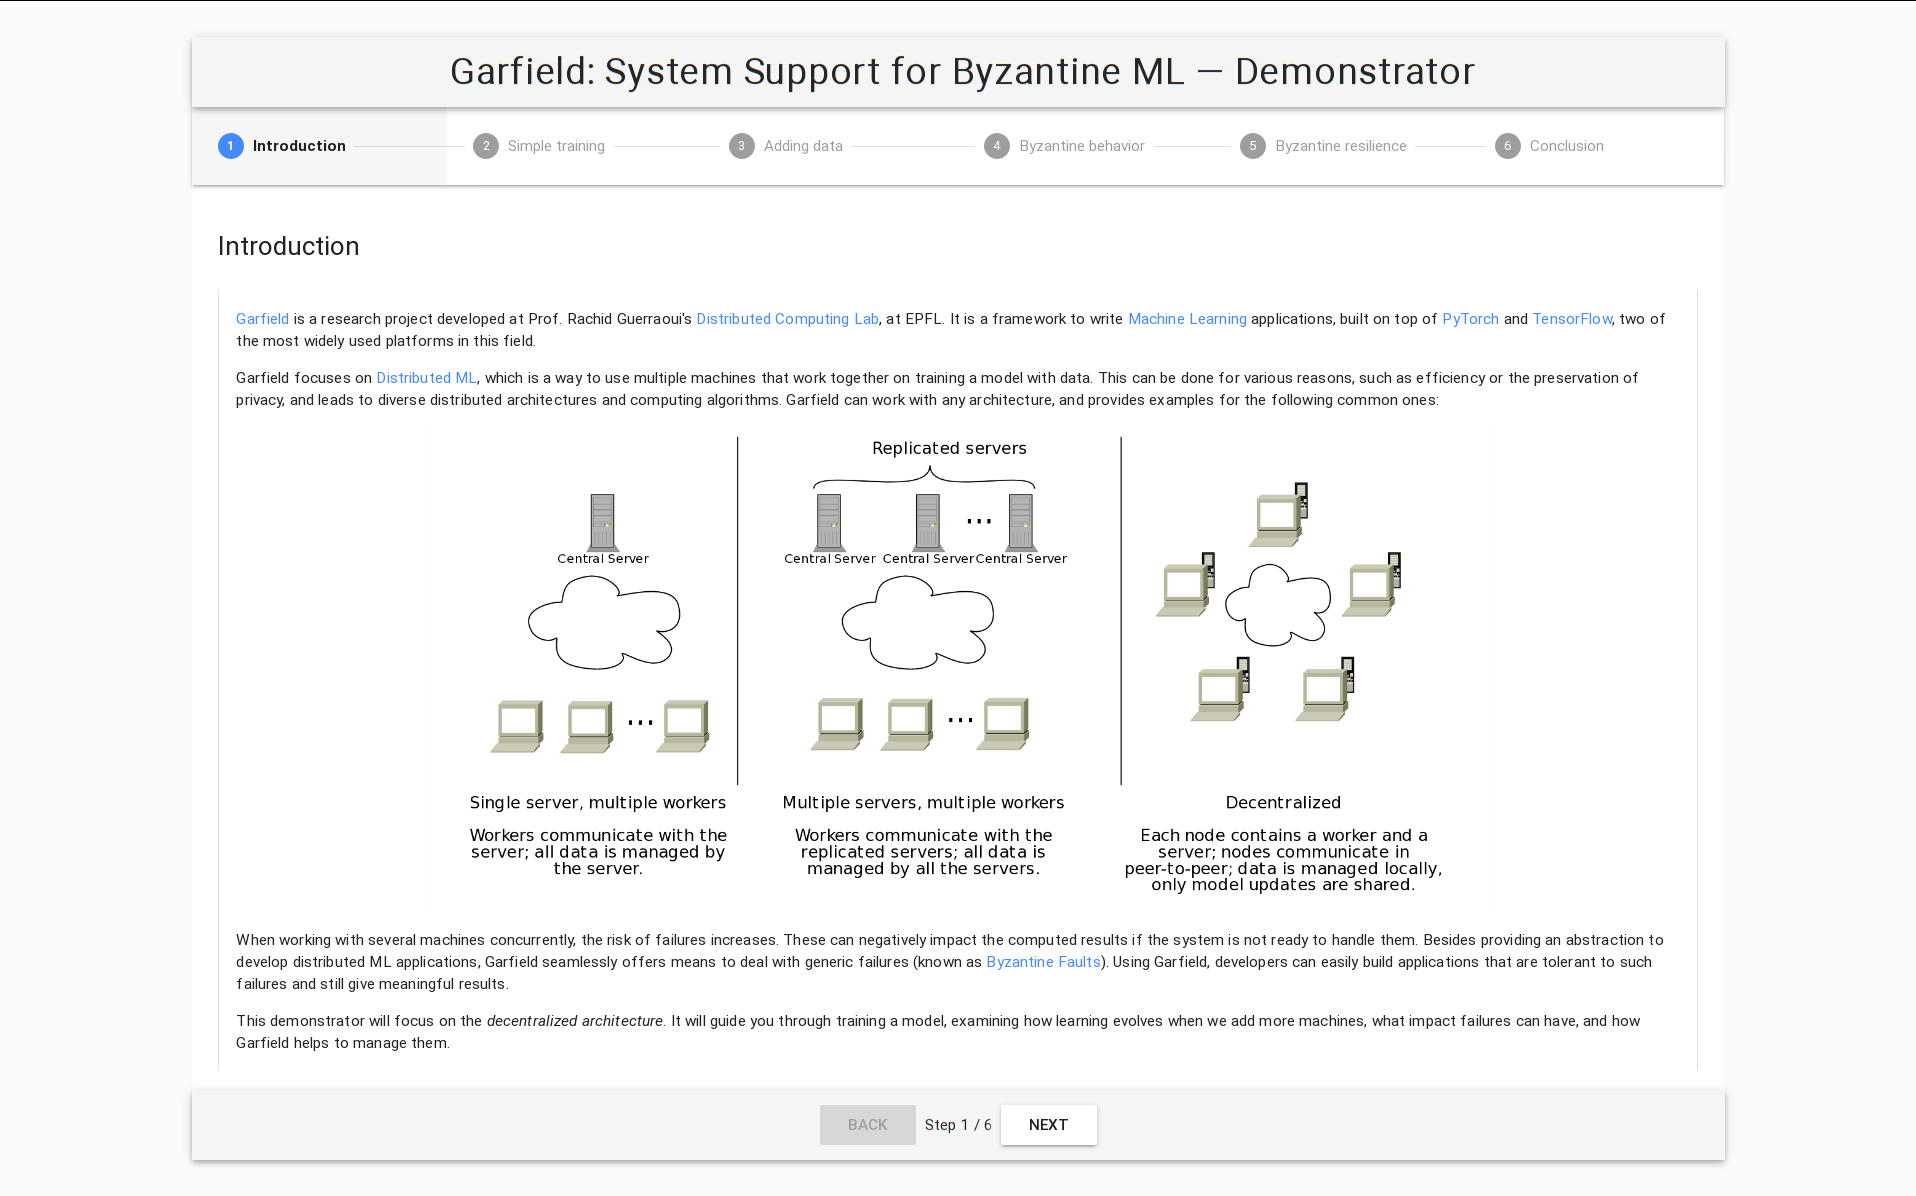 Garfield: System Support for Byzantine ML — Demonstrator
1 Introduction 2 Simple training 3 Adding data 4 Byzantine behavior 5 Byzantine resilience 6 Conclusion
Introduction
Garfield is a research project developed at Prof. Rachid Guerraoui's Distributed Computing Lab, at EPFL. It is a framework to write Machine Learning applications, built on top of PyTorch and TensorFlow, two of
the most widely used platforms in this field.
Garfield focuses on Distributed ML, which is a way to use multiple machines that work together on training a model with data. This can be done for various reasons, such as efficiency or the preservation of
privacy, and leads to diverse distributed architectures and computing algorithms. Garfield can work with any architecture, and provides examples for the following common ones:
Central Server
Single server, multiple workers
Workers communicate with the
server; all data is managed by
the server.
Replicated servers
...
Central Server Central Server Central Server
...
...
Multiple servers, multiple workers
Workers communicate with the
replicated servers; all data is
managed by all the servers.
Decentralized
Each node contains a worker and a
server; nodes communicate in
peer-to-peer; data is managed locally,
only model updates are shared.
When working with several machines concurrently, the risk of failures increases. These can negatively impact the computed results if the system is not ready to handle them. Besides providing an abstraction to
develop distributed ML applications, Garfield seamlessly offers means to deal with generic failures (known as Byzantine Faults). Using Garfield, developers can easily build applications that are tolerant to such
failures and still give meaningful results.
This demonstrator will focus on the decentralized architecture. It will guide you through training a model, examining how learning evolves when we add more machines, what impact failures can have, and how
Garfield helps to manage them.
BACK Step 1 / 6 NEXT